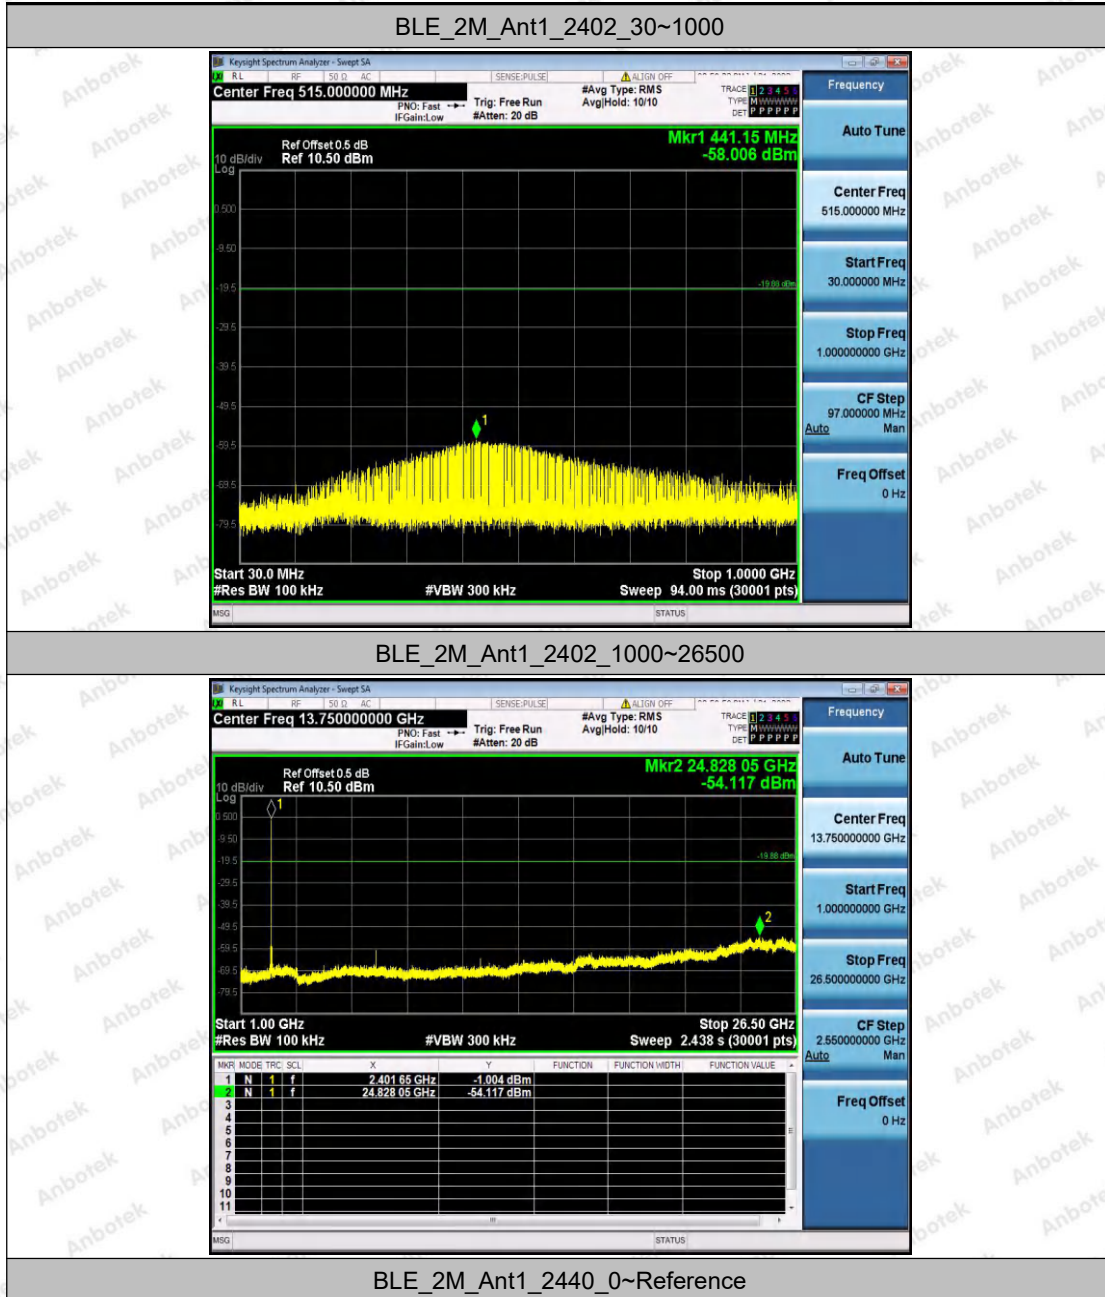 BLE_2M_Ant1_2402_30~1000
Keysight Spectrum Analyzer - Swept SA
RL RF 50 Ω AC SENSE:PULSE ALIGN OFF
Center Freq 515.000000 MHz
PNO: Fast
IFGain:Low
Trig: Free Run
#Atten: 20 dB
#Avg Type: RMS
Avg|Hold: 10/10
TRACE 1 2 3 4 5 6
TYPE M W W W W W
DET P P P P P P
Ref Offset 0.5 dB
10 dB/div Ref 10.50 dBm
Log
Mkr1 441.15 MHz
-58.006 dBm
0.500
-9.50
-19.5
-19.88 dBm
-29.5
-39.5
-49.5
-59.5
-69.5
-79.5
1
Start 30.0 MHz Stop 1.0000 GHz
#Res BW 100 kHz #VBW 300 kHz Sweep 94.00 ms (30001 pts)
MSG STATUS
Frequency
Auto Tune
Center Freq
515.000000 MHz
Start Freq
30.000000 MHz
Stop Freq
1.000000000 GHz
CF Step
97.000000 MHz
Auto Man
Freq Offset
0 Hz
BLE_2M_Ant1_2402_1000~26500
Keysight Spectrum Analyzer - Swept SA
RL RF 50 Ω AC SENSE:PULSE ALIGN OFF
Center Freq 13.750000000 GHz
PNO: Fast
IFGain:Low
Trig: Free Run
#Atten: 20 dB
#Avg Type: RMS
Avg|Hold: 10/10
TRACE 1 2 3 4 5 6
TYPE M W W W W W
DET P P P P P P
Ref Offset 0.5 dB
10 dB/div Ref 10.50 dBm
Log
Mkr2 24.828 05 GHz
-54.117 dBm
0.500
-9.50
-19.5
-19.88 dBm
-29.5
-39.5
-49.5
-59.5
-69.5
-79.5
1
2
Start 1.00 GHz Stop 26.50 GHz
#Res BW 100 kHz #VBW 300 kHz Sweep 2.438 s (30001 pts)
MKR MODE TRC SCL X Y FUNCTION FUNCTION WIDTH FUNCTION VALUE
1 N 1 f 2.401 65 GHz -1.004 dBm
2 N 1 f 24.828 05 GHz -54.117 dBm
3
4
5
6
7
8
9
10
11
MSG STATUS
Frequency
Auto Tune
Center Freq
13.750000000 GHz
Start Freq
1.000000000 GHz
Stop Freq
26.500000000 GHz
CF Step
2.550000000 GHz
Auto Man
Freq Offset
0 Hz
BLE_2M_Ant1_2440_0~Reference
Anbotek